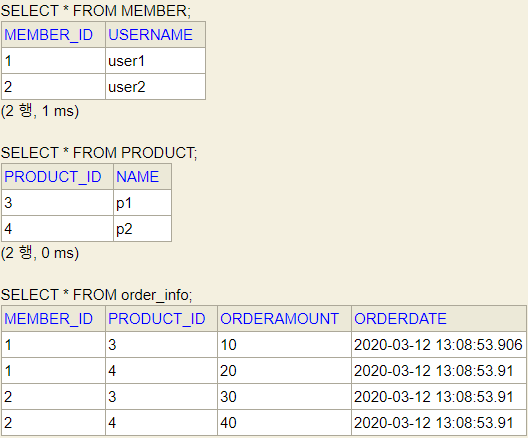 SELECT * FROM MEMBER;
MEMBER_ID USERNAME
1 user1
2 user2
(2 행, 1 ms)
SELECT * FROM PRODUCT;
PRODUCT_ID NAME
3 p1
4 p2
(2 행, 0 ms)
SELECT * FROM order_info;
MEMBER_ID PRODUCT_ID ORDERAMOUNT ORDERDATE
1 3 10 2020-03-12 13:08:53.906
1 4 20 2020-03-12 13:08:53.91
2 3 30 2020-03-12 13:08:53.91
2 4 40 2020-03-12 13:08:53.91